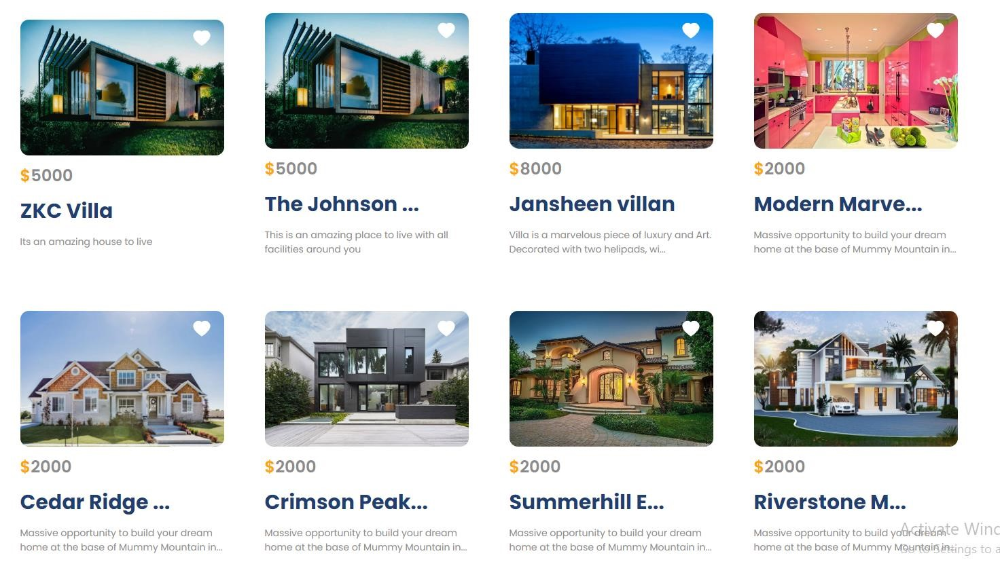 $5000
ZKC Villa
Its an amazing house to live
$5000
The Johnson ...
This is an amazing place to live with all
facilities around you
$8000
Jansheen villan
Villa is a marvelous piece of luxury and Art.
Decorated with two helipads, wi...
$2000
Modern Marve...
Massive opportunity to build your dream
home at the base of Mummy Mountain in...
$2000
Cedar Ridge ...
Massive opportunity to build your dream
home at the base of Mummy Mountain in...
$2000
Crimson Peak...
Massive opportunity to build your dream
home at the base of Mummy Mountain in...
$2000
Summerhill E...
Massive opportunity to build your dream
home at the base of Mummy Mountain in...
$2000
Riverstone M...
Massive opportunity to build your dream
home at the base of Mummy Mountain in...
Activate Wind
Go to Settings to a